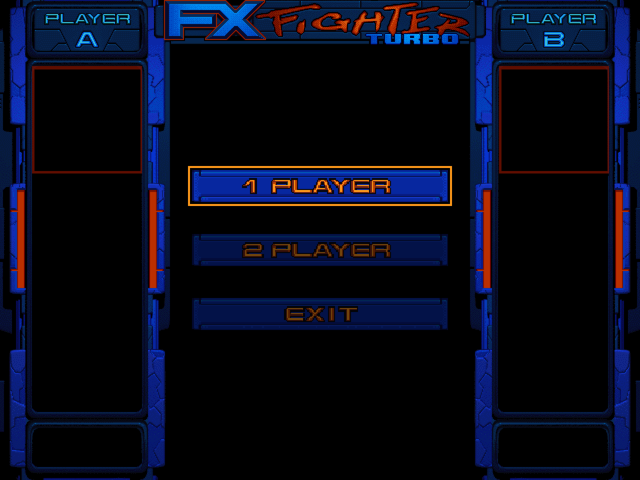 PLAYER
A
FX FIGHTER
TURBO
PLAYER
B
1 PLAYER
2 PLAYER
EXIT